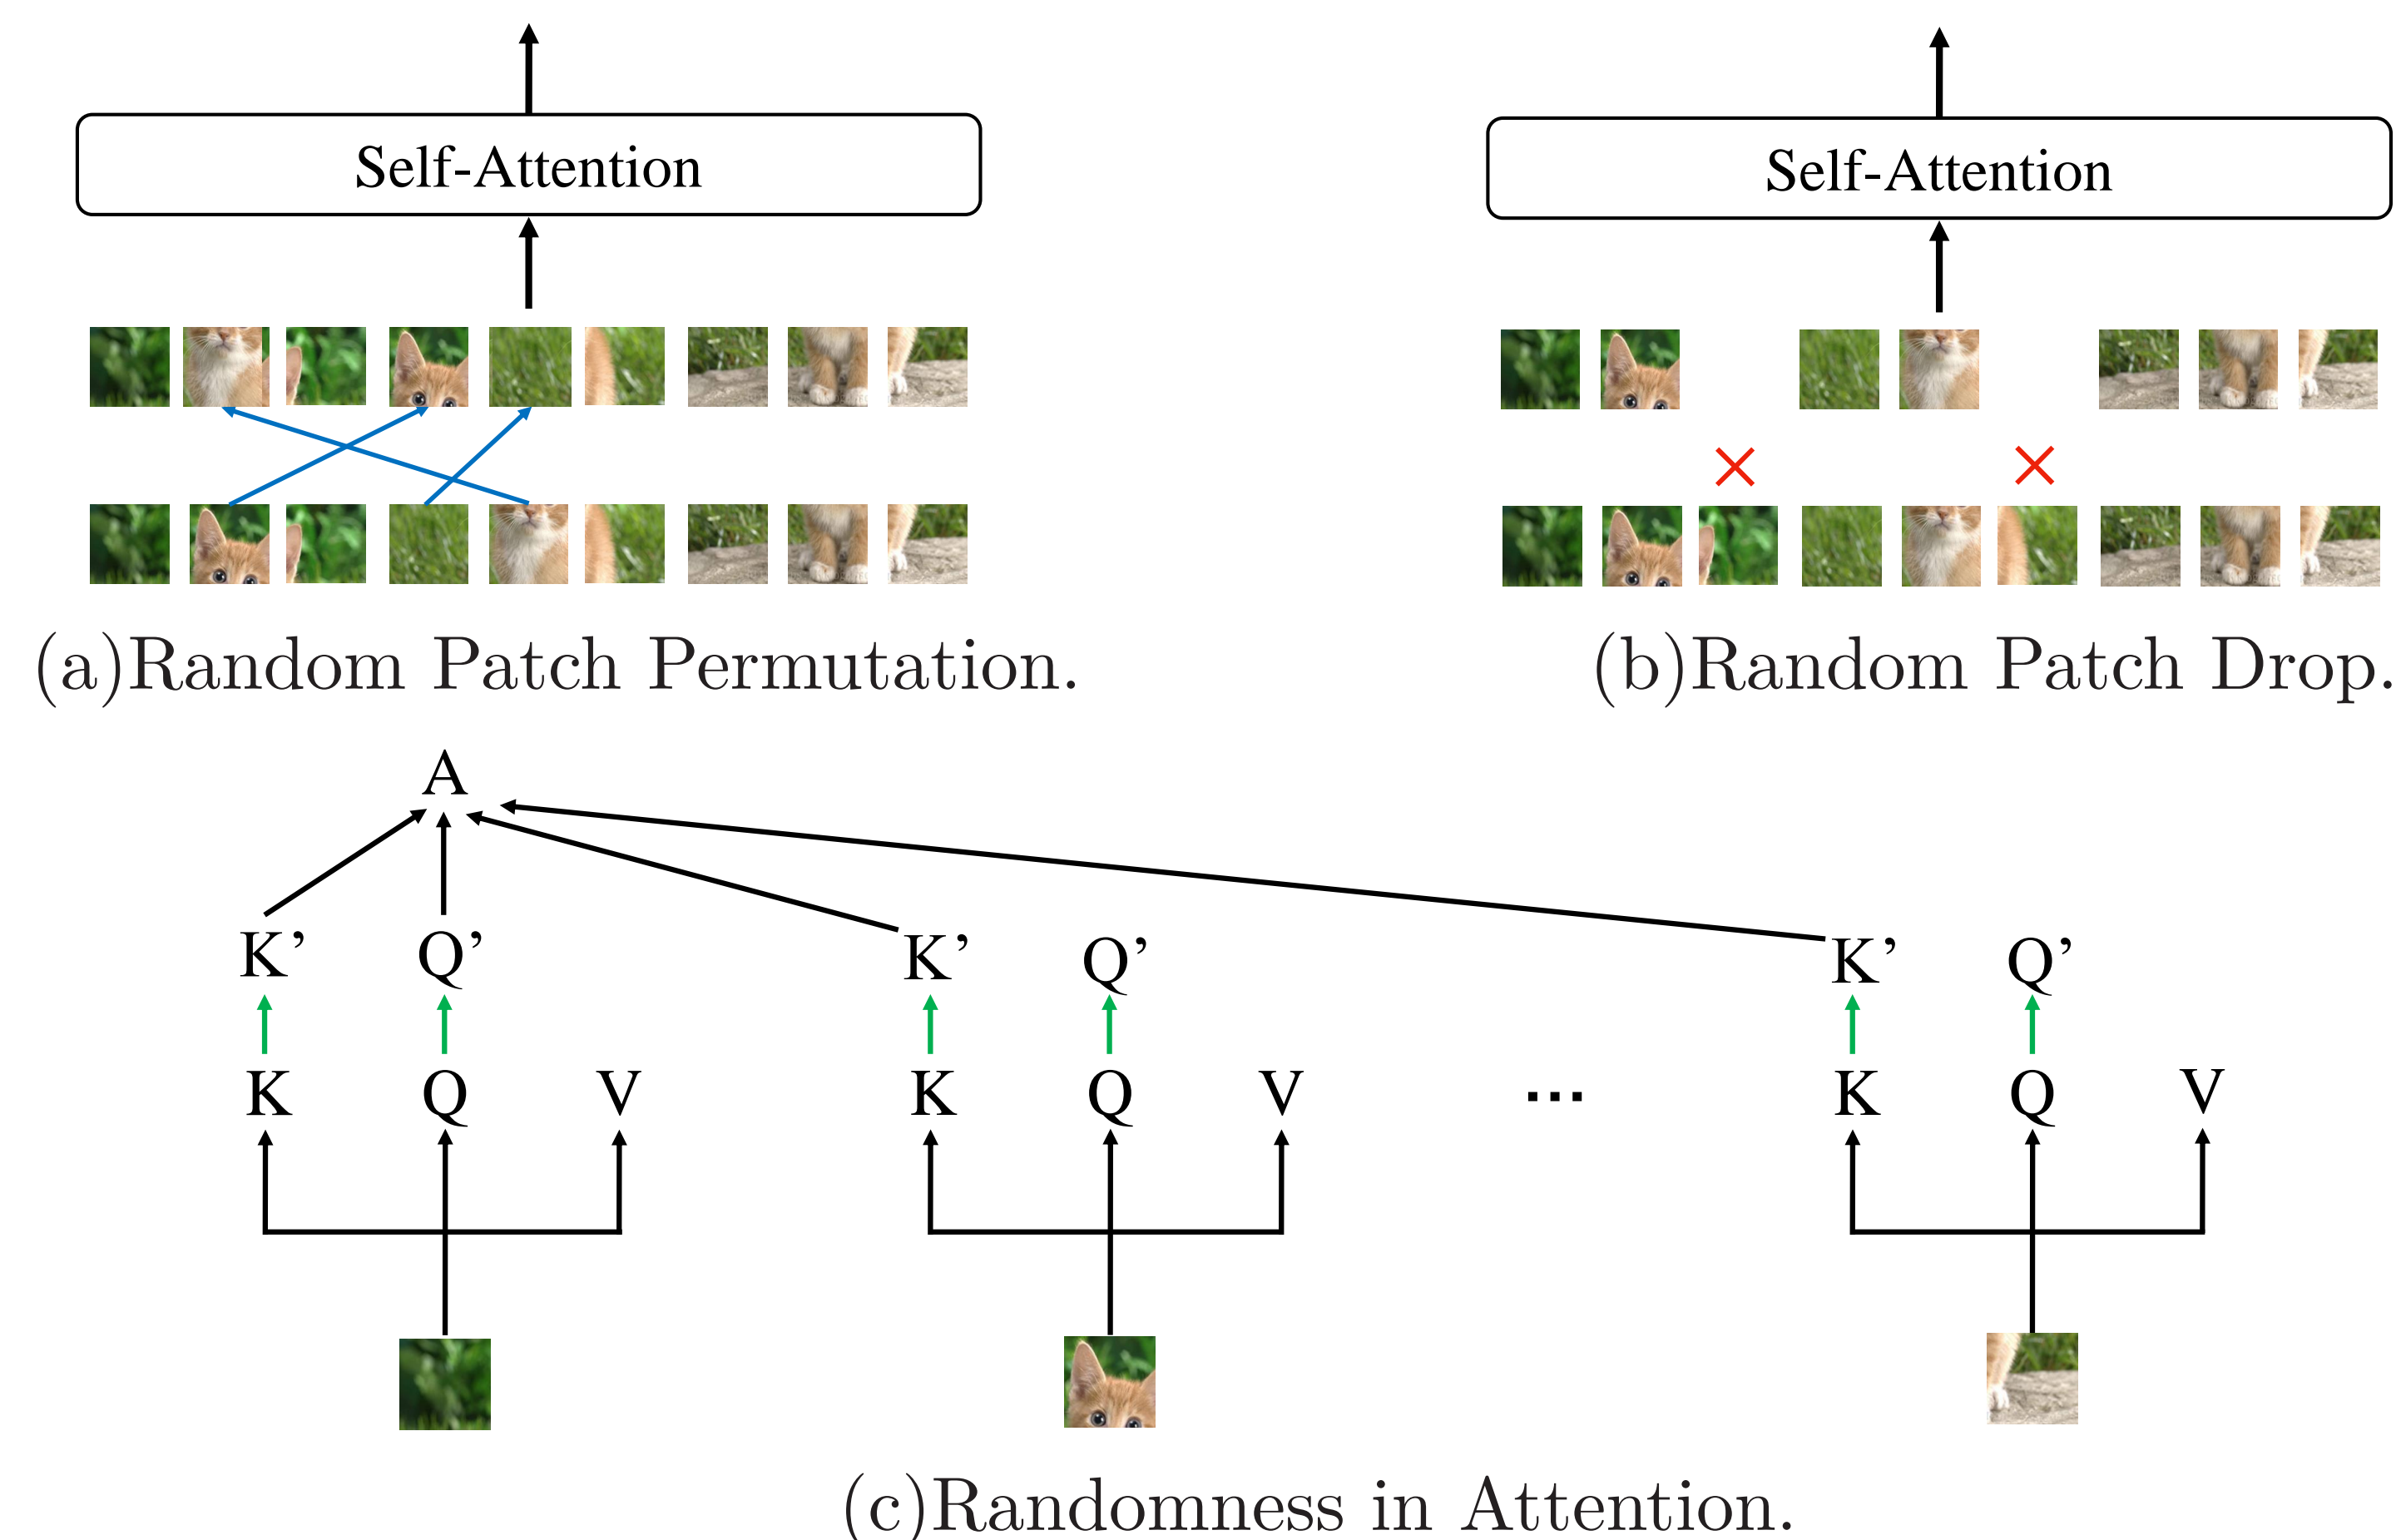 Self-Attention
Self-Attention
(a)Random Patch Permutation.
(b)Random Patch Drop.
A
K’ Q’ K’ Q’ K’ Q’
K Q V K Q V ... K Q V
(c)Randomness in Attention.